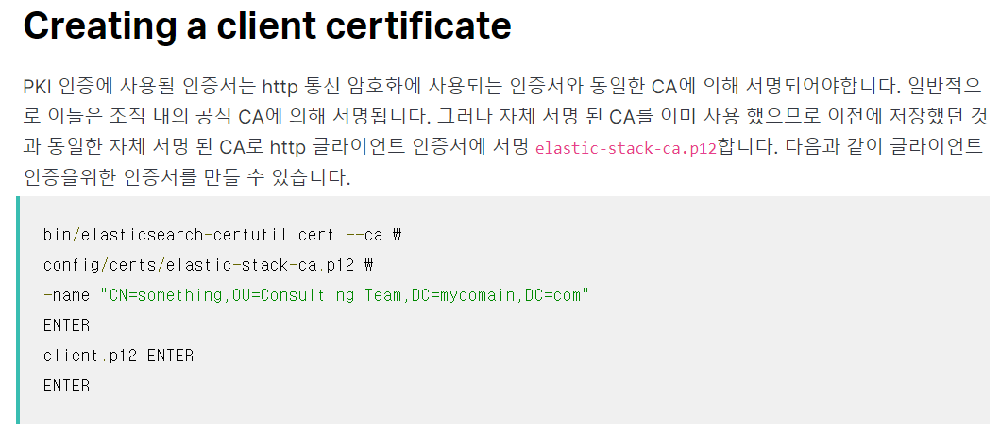 Creating a client certificate
PKI 인증에 사용될 인증서는 http 통신 암호화에 사용되는 인증서와 동일한 CA에 의해 서명되어야합니다. 일반적으
로 이들은 조직 내의 공식 CA에 의해 서명됩니다. 그러나 자체 서명 된 CA를 이미 사용 했으므로 이전에 저장했던 것
과 동일한 자체 서명 된 CA로 http 클라이언트 인증서에 서명 elastic-stack-ca.p12합니다. 다음과 같이 클라이언트
인증을위한 인증서를 만들 수 있습니다.
bin/elasticsearch-certutil cert --ca ₩
config/certs/elastic-stack-ca.p12 ₩
-name "CN=something,OU=Consulting Team,DC=mydomain,DC=com"
ENTER
client.p12 ENTER
ENTER